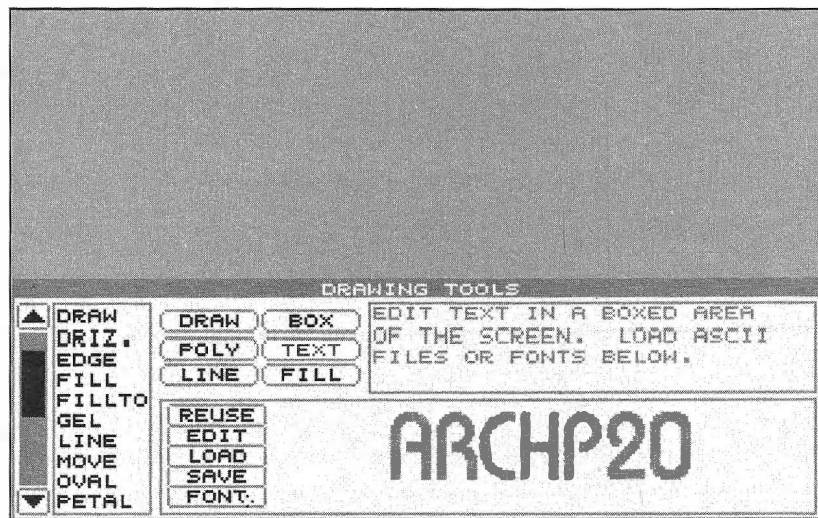 DRAWING TOOLS
DRAW
DRIZ.
EDGE
FILL
FILLTO
GEL
LINE
MOVE
OVAL
PETAL
DRAW BOX
POLY TEXT
LINE FILL
EDIT TEXT IN A BOXED AREA
OF THE SCREEN. LOAD ASCII
FILES OR FONTS BELOW.
REUSE
EDIT
LOAD
SAVE
FONT
ARCHP20